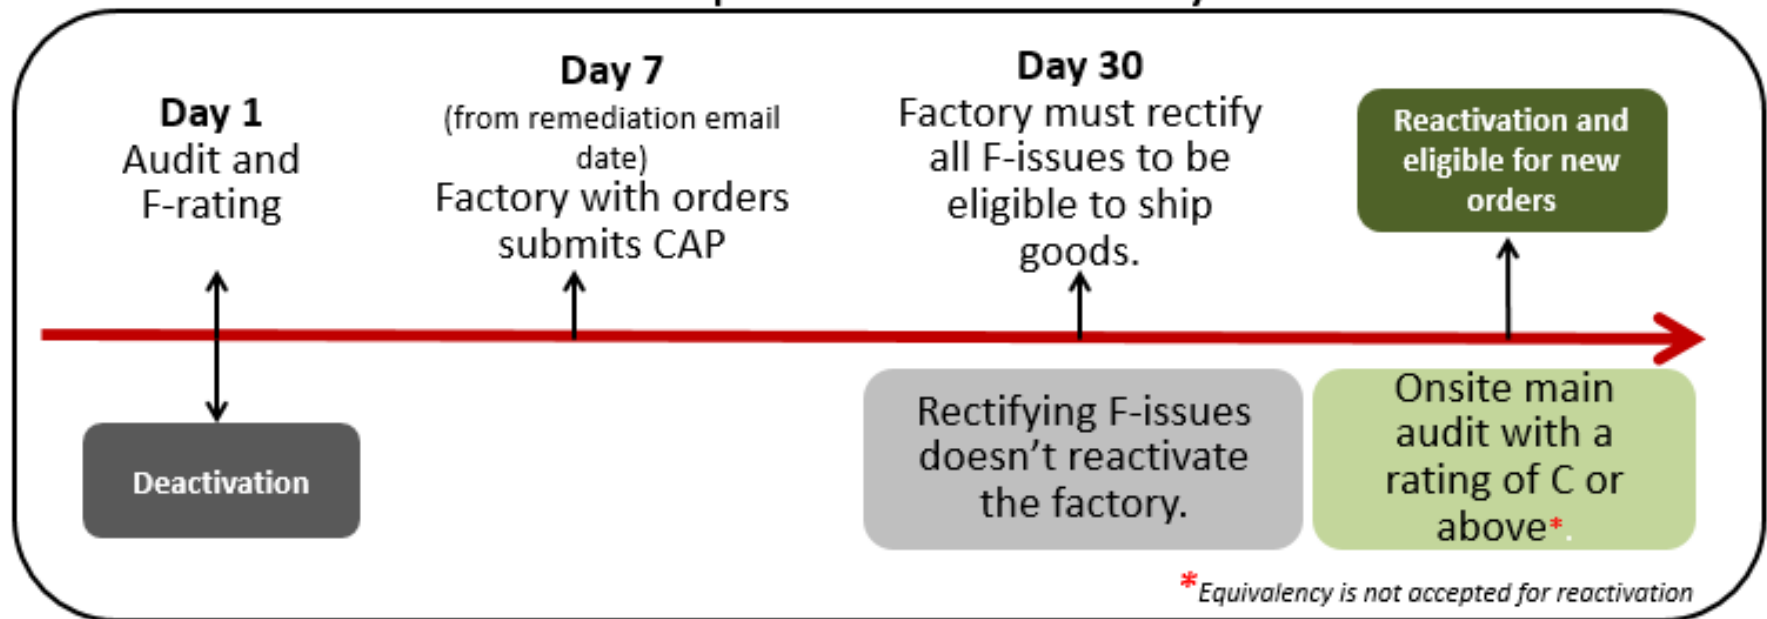 Day 1
Audit and
F-rating
Day 7
(from remediation email
date)
Factory with orders
submits CAP
Day 30
Factory must rectify
all F-issues to be
eligible to ship
goods.
Reactivation and
eligible for new
orders
Deactivation
Rectifying F-issues
doesn't reactivate
the factory.
Onsite main
audit with a
rating of C or
above*.
*Equivalency is not accepted for reactivation